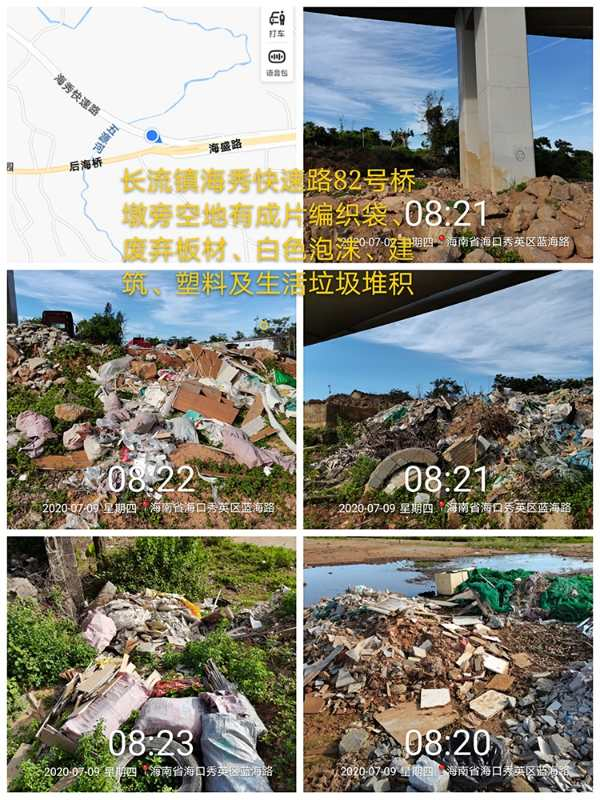 打车
语音包
海秀快速路
五源河
海盛路
后海桥
园
长流镇海秀快速路82号桥
墩旁空地有成片编织袋、
废弃板材、白色泡沫、建
筑、塑料及生活垃圾堆积
08:21
2020-07-09 星期四 海南省海口秀英区蓝海路
08:22
2020-07-09 星期四 海南省海口秀英区蓝海路
08:21
2020-07-09 星期四 海南省海口秀英区蓝海路
08:23
2020-07-09 星期四 海南省海口秀英区蓝海路
08:20
2020-07-09 星期四 海南省海口秀英区蓝海路